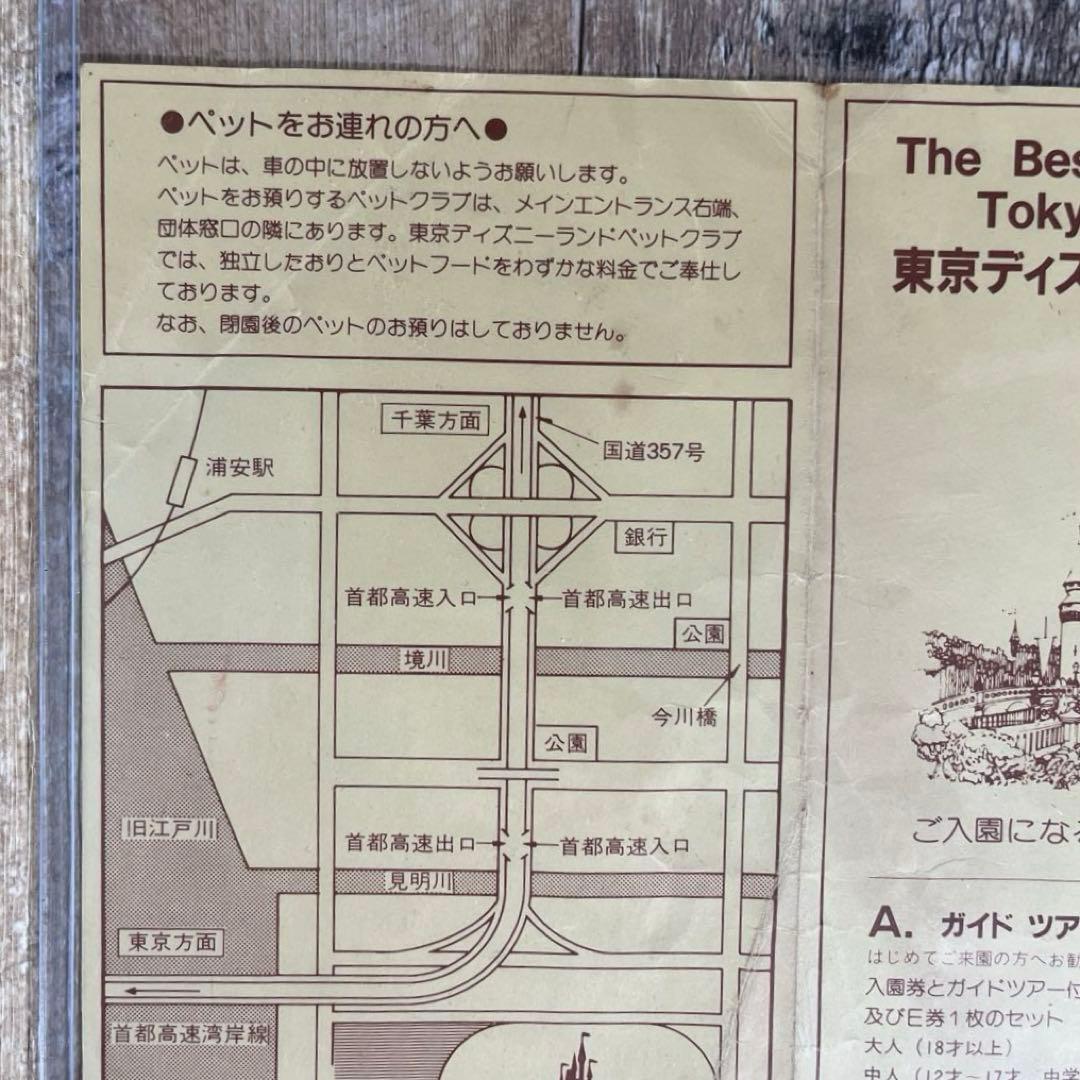 ●ペットをお連れの方へ●
ペットは、車の中に放置しないようお願いします。
ペットをお預りするペットクラブは、メインエントランス右端、
団体窓口の隣にあります。東京ディズニーランドペットクラブ
では、独立したおりとペットフードをわずかな料金でご奉仕し
ております。
なお、閉園後のペットのお預りはしておりません。
千葉方面
国道357号
浦安駅
銀行
首都高速入口
首都高速出口
公園
境川
今川橋
公園
旧江戸川
首都高速出口
首都高速入口
見明川
東京方面
首都高速湾岸線
The Bes
Toky
東京ディズ
ご入園にな
A. ガイド ツア
はじめてご来園の方へお勧
入園券とガイドツアー付
及びE券1枚のセット
大人（18才以上）
中人（12才〜17才 中学